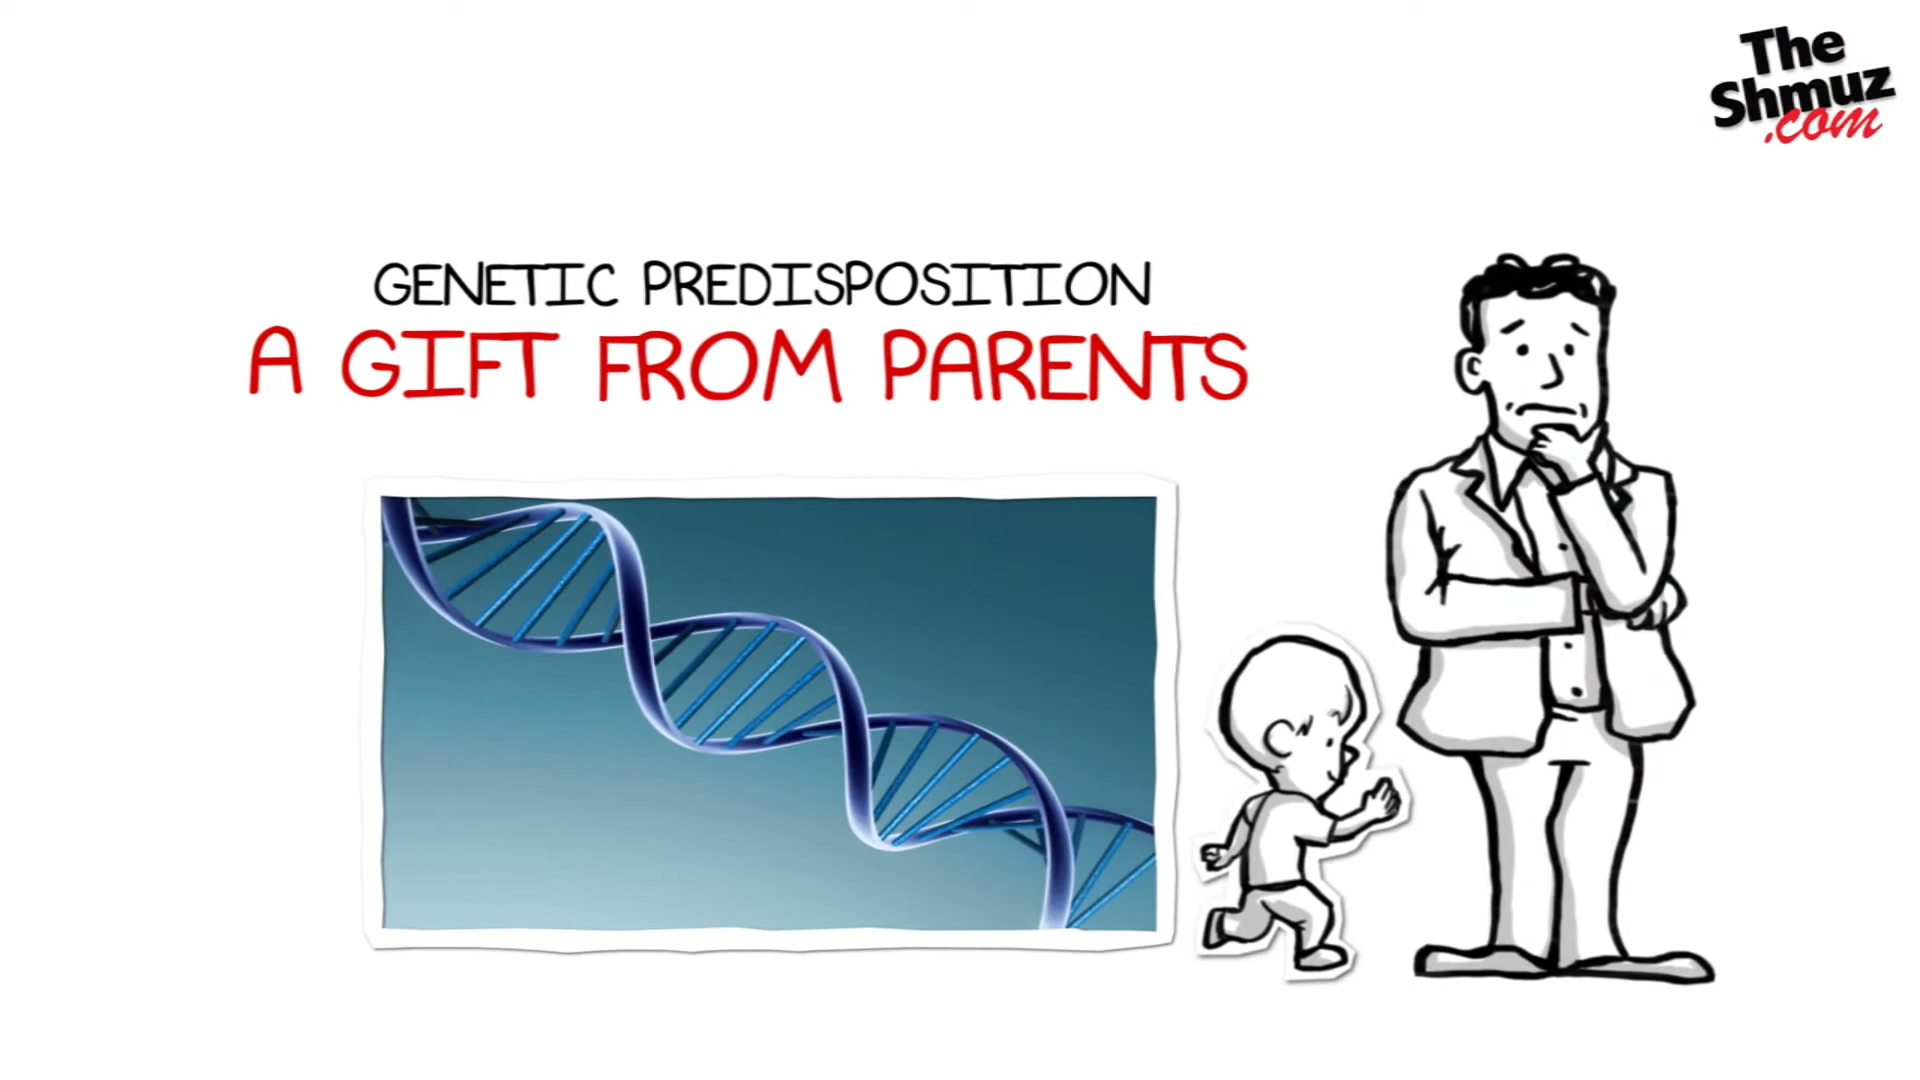 The
Shmuz
.com
GENETIC PREDISPOSITION
A GIFT FROM PARENTS